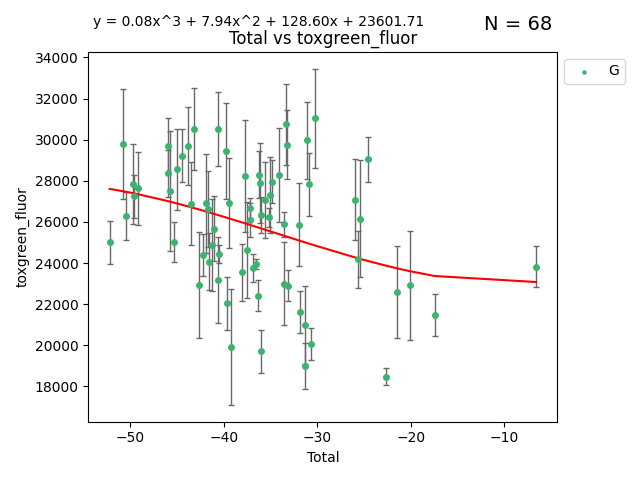 y = 0.08x^3 + 7.94x^2 + 128.60x + 23601.71
N = 68
Total vs toxgreen_fluor
G
toxgreen_fluor
34000
32000
30000
28000
26000
24000
22000
20000
18000
−50
−40
−30
−20
−10
Total